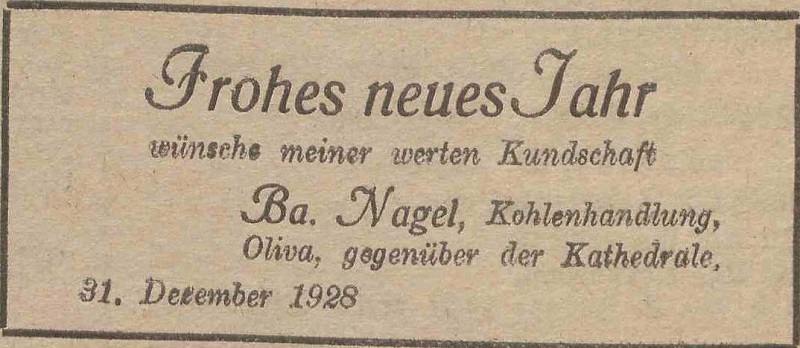 Frohes neues Jahr
wünsche meiner werten Kundschaft
Ba. Nagel, Kohlenhandlung,
Oliva, gegenüber der Kathedrale.
31. Dezember 1928